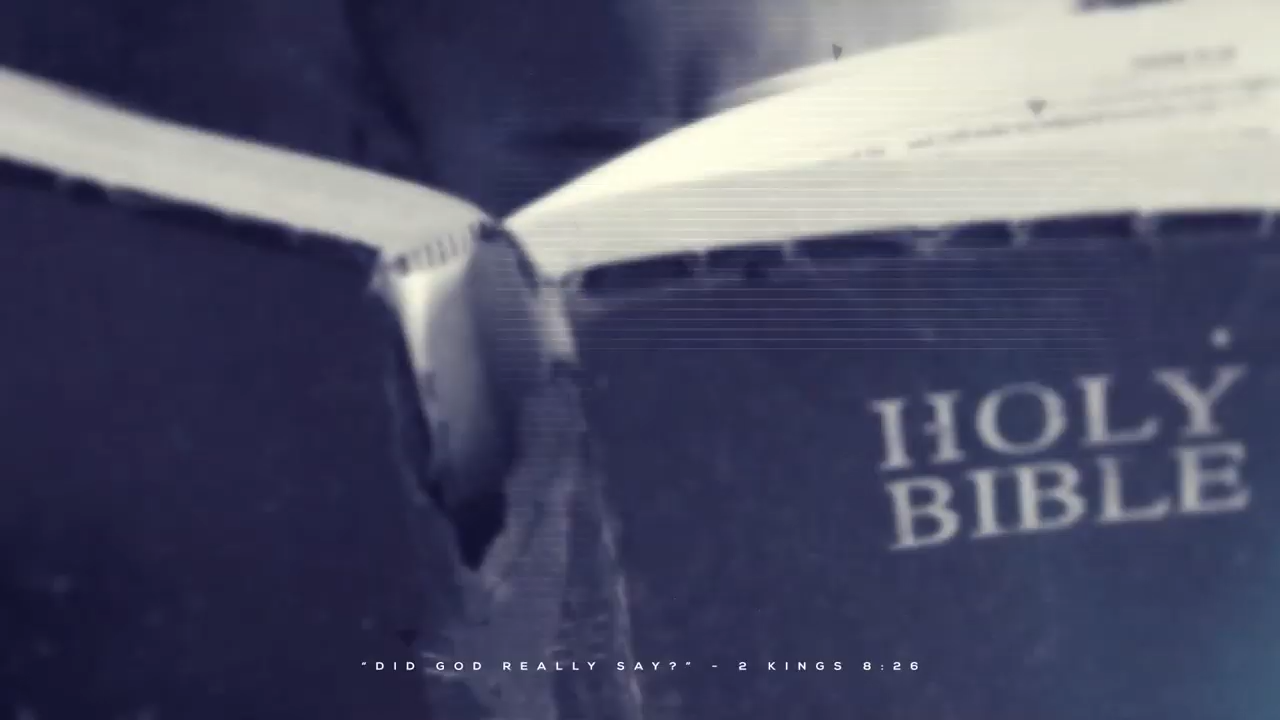 HOLY
BIBLE
“DID GOD REALLY SAY?” - 2 KINGS 8:26